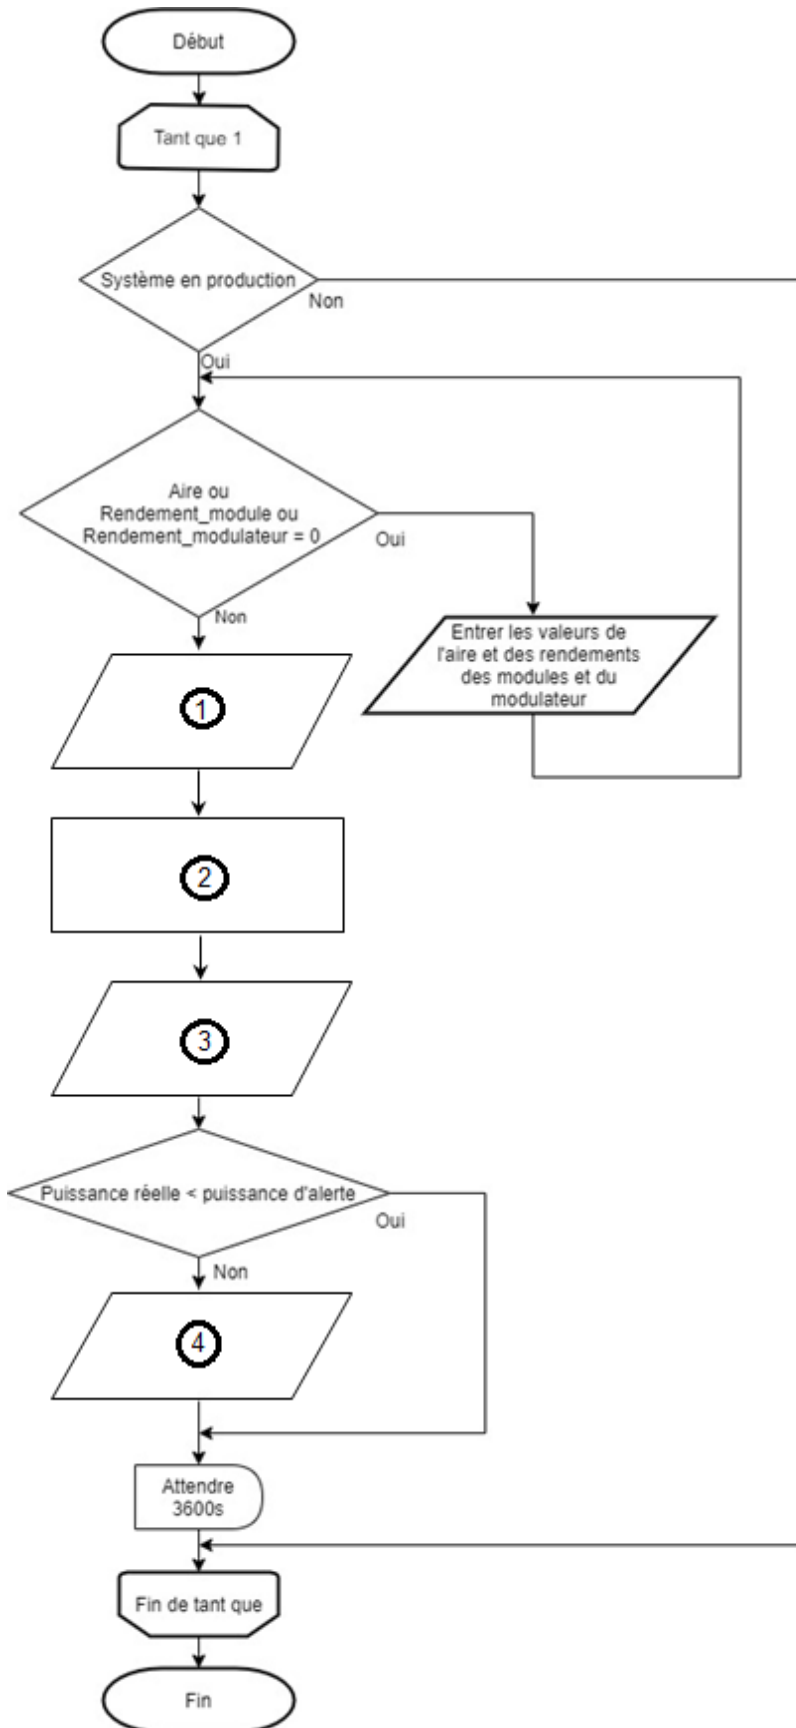 Début
Tant que 1
Système en production
Non
Oui
Aire ou
Rendement_module ou
Rendement_modulateur = 0
Oui
Non
Entrer les valeurs de
l'aire et des rendements
des modules et du
modulateur
1
2
3
Puissance réelle < puissance d'alerte
Oui
Non
4
Attendre
3600s
Fin de tant que
Fin